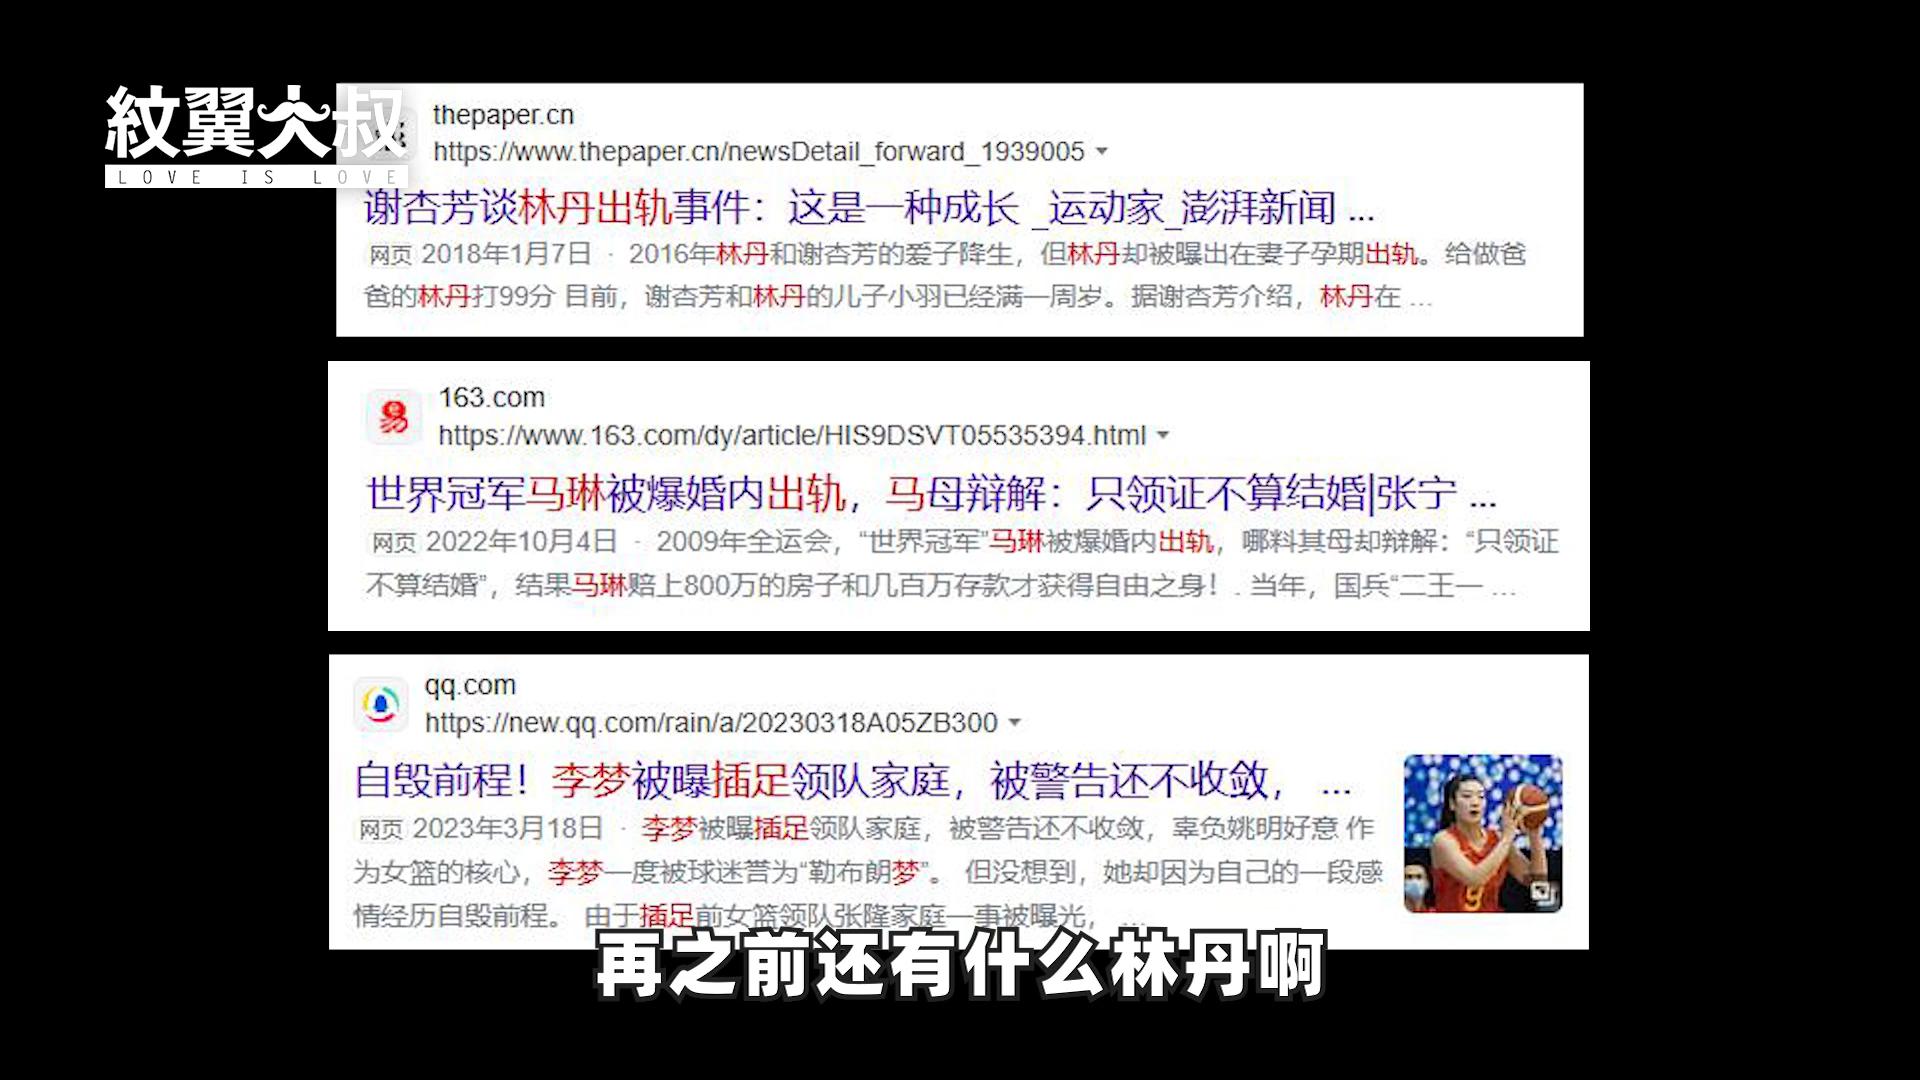 紋翼大叔
LOVE IS LOVE
thepaper.cn
https://www.thepaper.cn/newsDetail_forward_1939005
谢杏芳谈林丹出轨事件：这是一种成长 _运动家_澎湃新闻 ...
网页 2018年1月7日 · 2016年林丹和谢杏芳的爱子降生，但林丹却被曝出在妻子孕期出轨。给做爸
爸的林丹打99分 目前，谢杏芳和林丹的儿子小羽已经满一周岁。据谢杏芳介绍，林丹在 ...
163.com
https://www.163.com/dy/article/HIS9DSVT05535394.html
世界冠军马琳被爆婚内出轨，马母辩解：只领证不算结婚|张宁 ...
网页 2022年10月4日 · 2009年全运会，“世界冠军”马琳被爆婚内出轨，哪料其母却辩解：“只领证
不算结婚”，结果马琳赔上800万的房子和几百万存款才获得自由之身！. 当年，国兵“二王一 ...
qq.com
https://new.qq.com/rain/a/20230318A05ZB300
自毁前程！李梦被曝插足领队家庭，被警告还不收敛， ...
网页 2023年3月18日 · 李梦被曝插足领队家庭，被警告还不收敛，辜负姚明好意 作
为女篮的核心，李梦一度被球迷誉为“勒布朗梦”。 但没想到，她却因为自己的一段感
情经历自毁前程。 由于插足前女篮领队张隆家庭一事被曝光， ...
9
再之前还有什么林丹啊